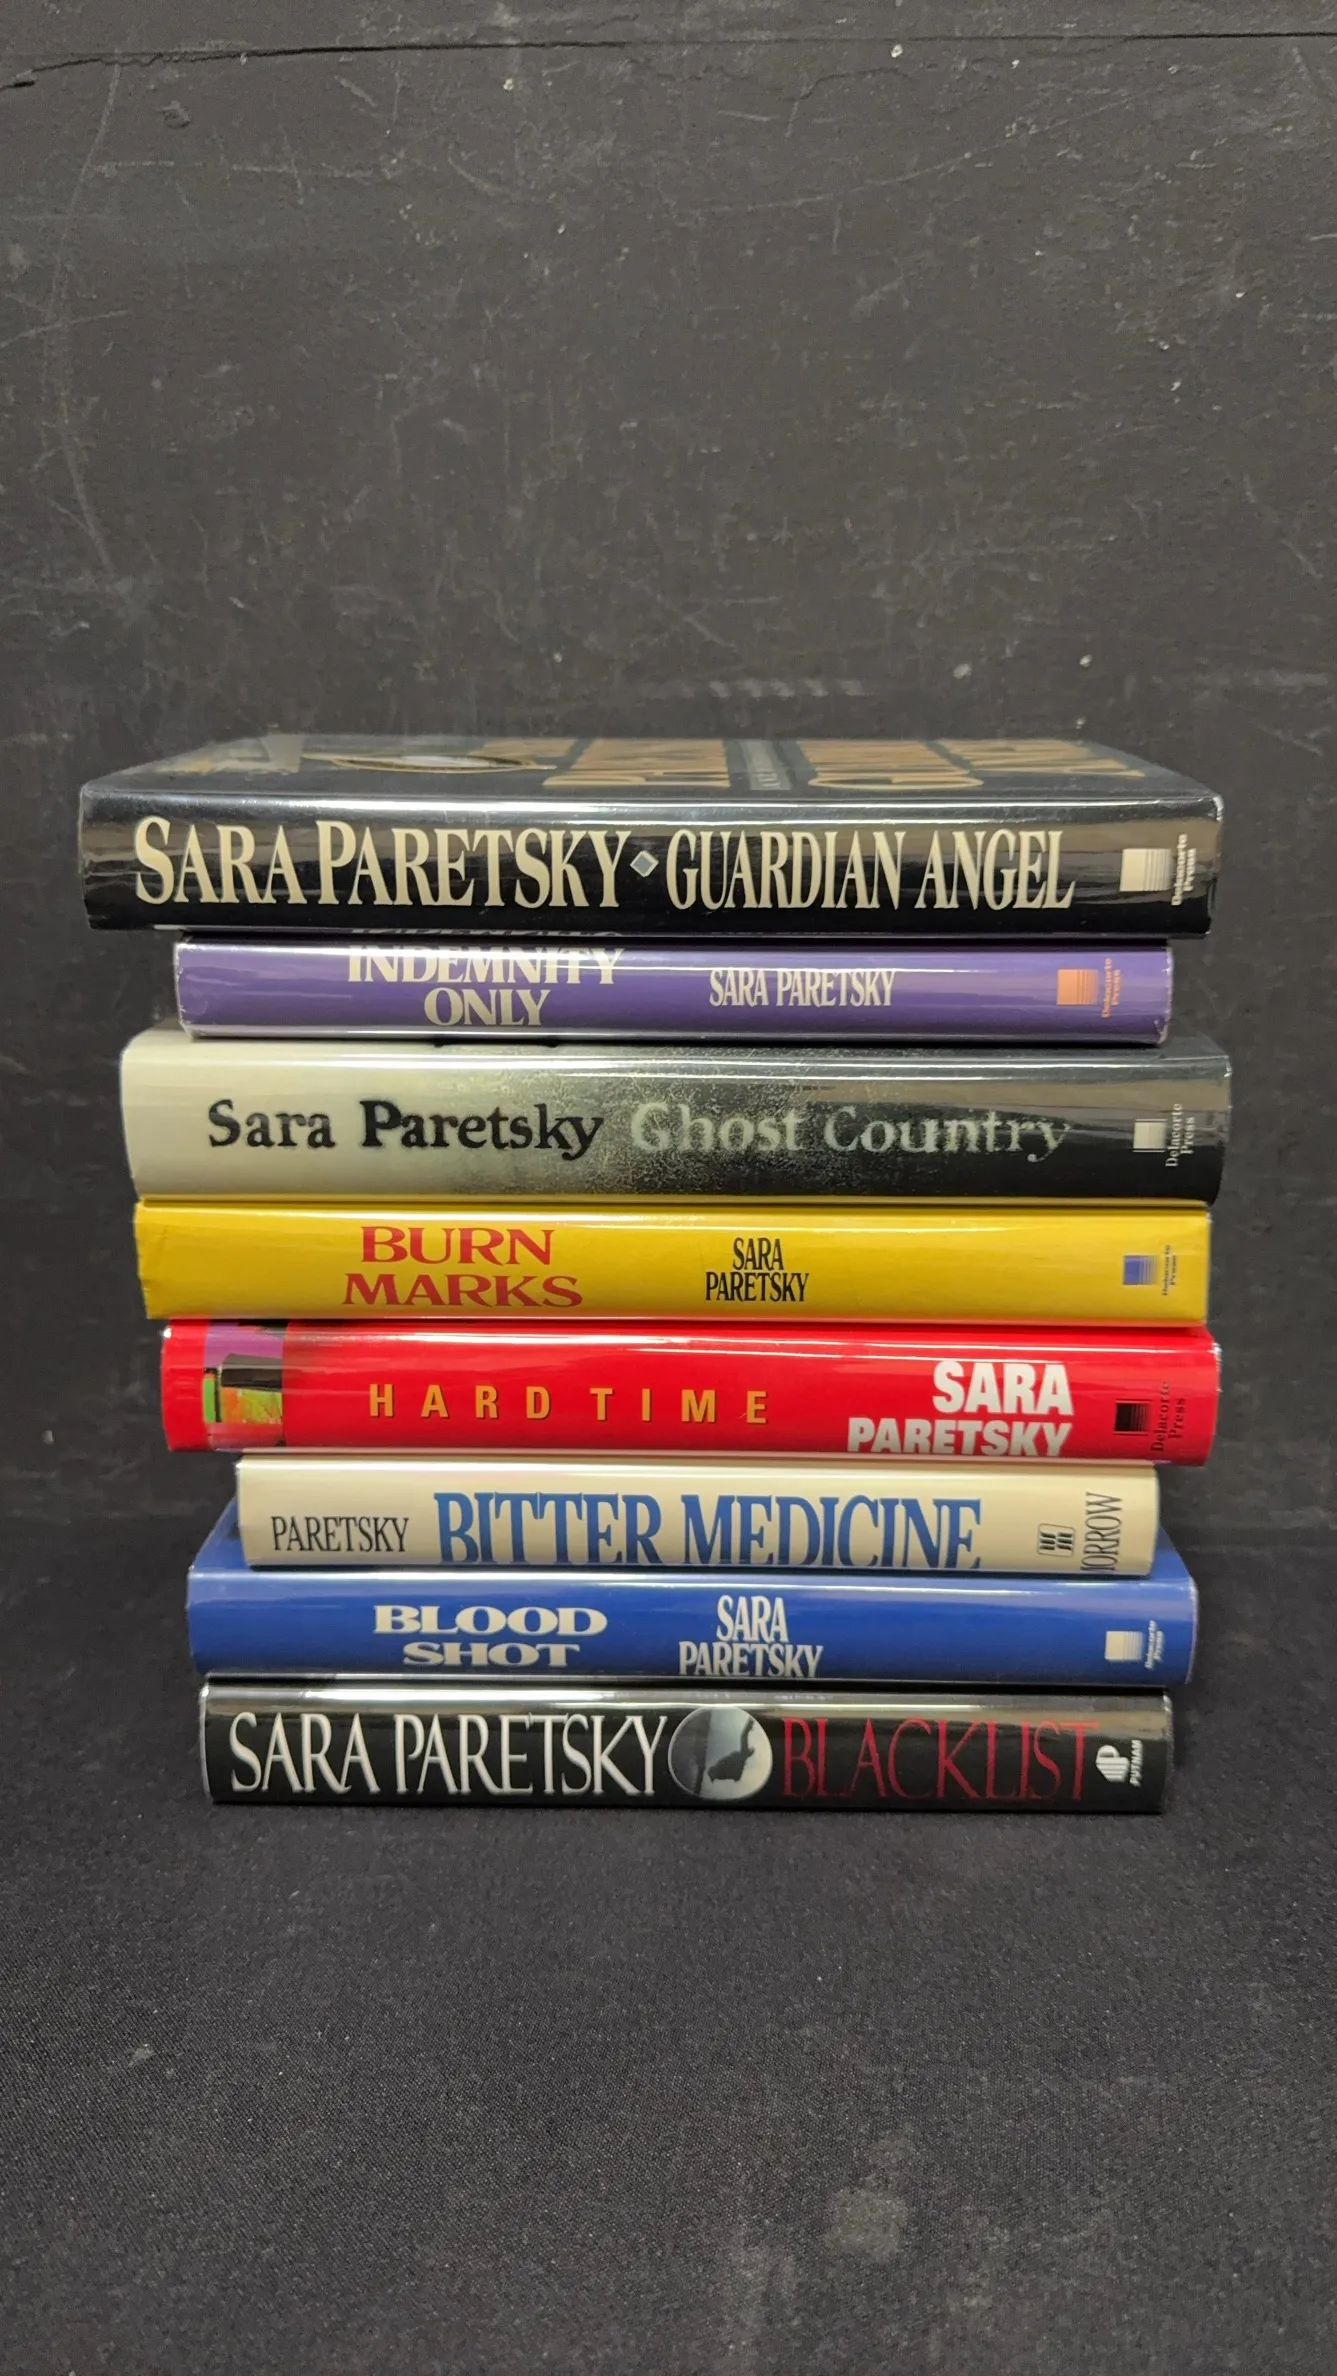 SARA PARETSKY GUARDIAN ANGEL Delacorte Press
INDEMNITY
ONLY
SARA PARETSKY
Delacorte
Press
Sara Paretsky Ghost Country
Delacorte
Press
BURN
MARKS
SARA
PARETSKY
Delacorte
Press
HARD TIME
SARA
PARETSKY
Delacorte
Press
PARETSKY BITTER MEDICINE MORROW
BLOOD
SHOT
SARA
PARETSKY
Delacorte
Press
SARA PARETSKY BLACKLIST PUTNAM